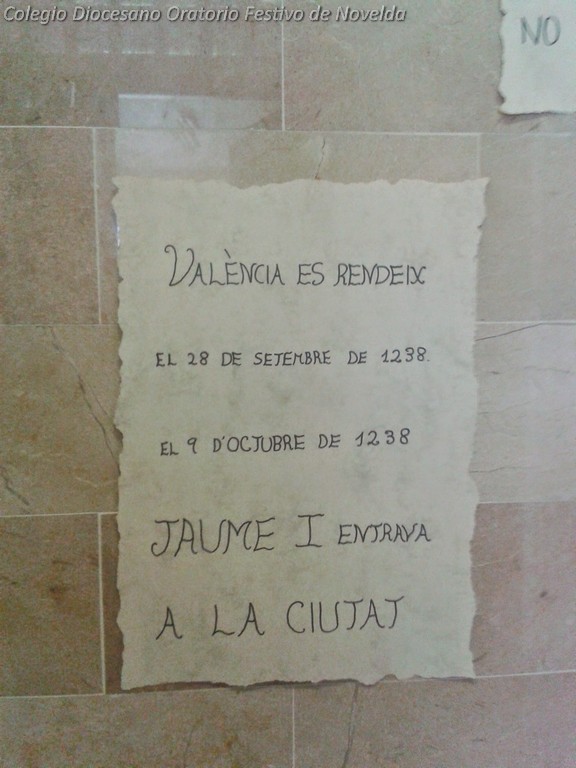 Colegio Diocesano Oratorio Festivo de Novelda
NO
VALÈNCIA ES RENDEIX
EL 28 DE SETEMBRE DE 1238.
EL 9 D'OCTUBRE DE 1238
JAUME I ENTRAVA
A LA CIUTAT